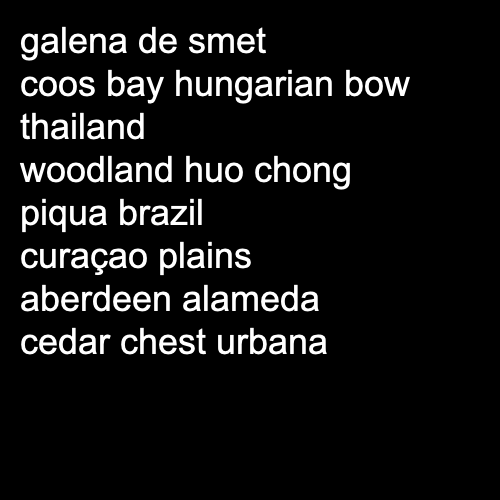 galena de smet
coos bay hungarian bow
thailand
woodland huo chong
piqua brazil
curaçao plains
aberdeen alameda
cedar chest urbana